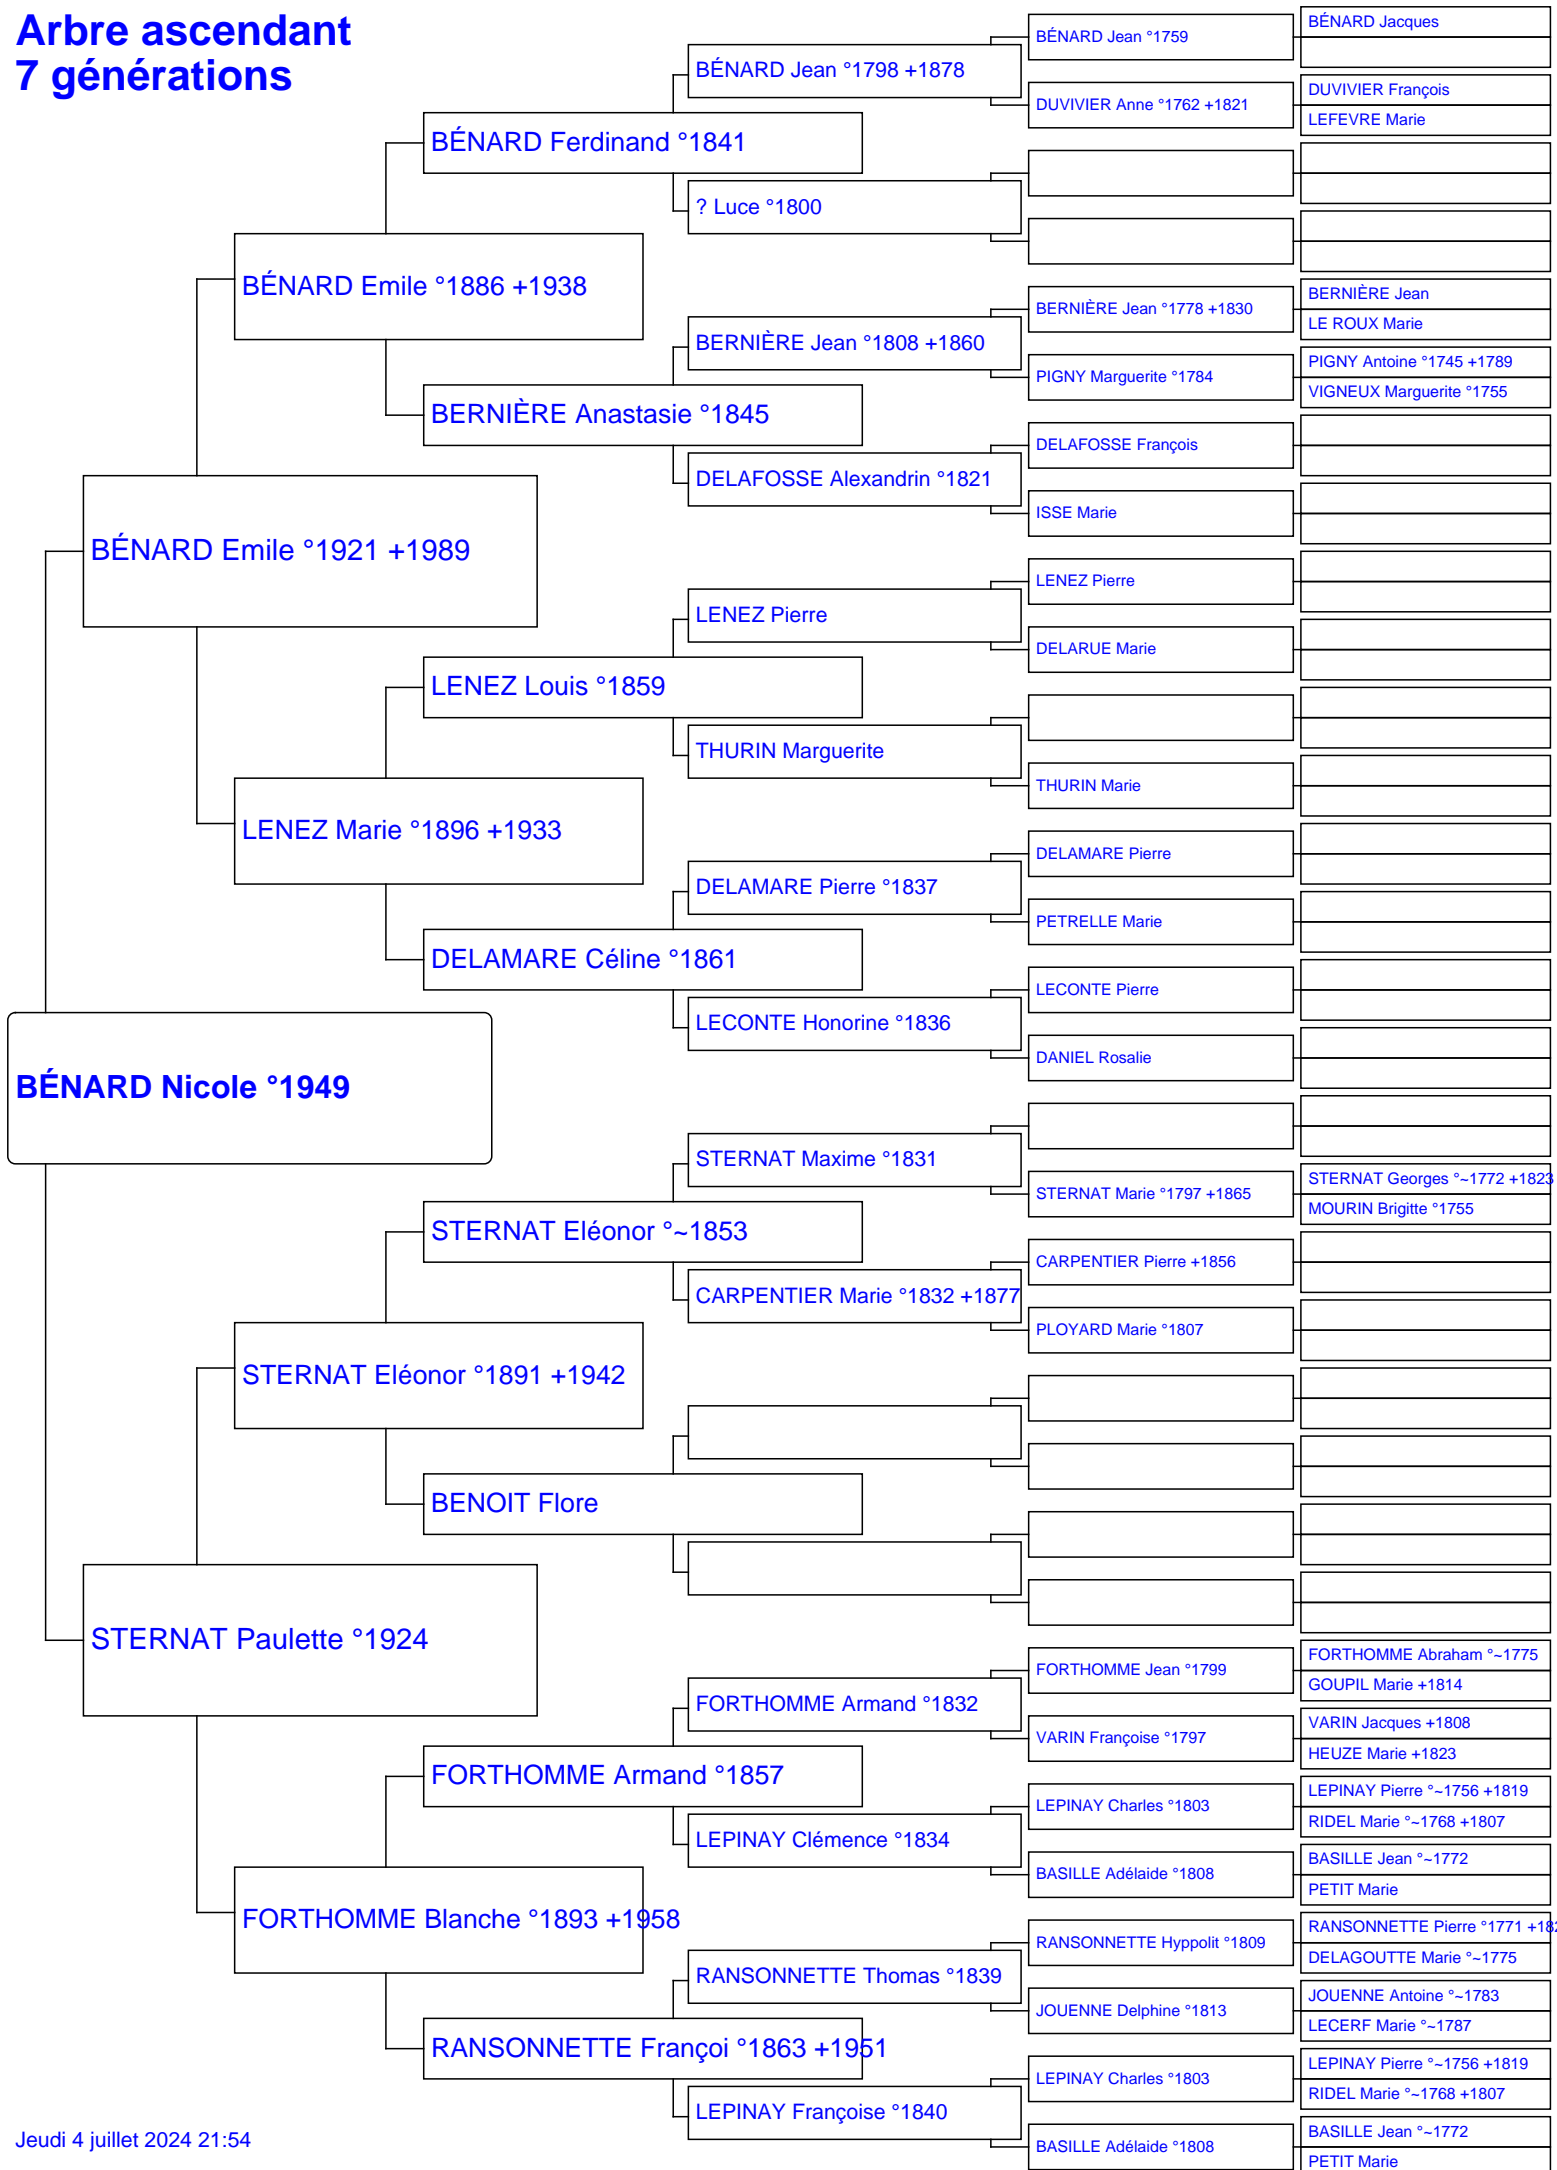 Arbre ascendant
7 générations
BÉNARD Nicole °1949
BÉNARD Emile °1921 +1989
STERNAT Paulette °1924
BÉNARD Emile °1886 +1938
LENEZ Marie °1896 +1933
STERNAT Eléonor °1891 +1942
FORTHOMME Blanche °1893 +1958
BÉNARD Ferdinand °1841
BERNIÈRE Anastasie °1845
LENEZ Louis °1859
DELAMARE Céline °1861
STERNAT Eléonor °~1853
BENOIT Flore
FORTHOMME Armand °1857
RANSONNETTE Françoi °1863 +1951
BÉNARD Jean °1798 +1878
? Luce °1800
BERNIÈRE Jean °1808 +1860
DELAFOSSE Alexandrin °1821
LENEZ Pierre
THURIN Marguerite
DELAMARE Pierre °1837
LECONTE Honorine °1836
STERNAT Maxime °1831
CARPENTIER Marie °1832 +1877
FORTHOMME Armand °1832
LEPINAY Clémence °1834
RANSONNETTE Thomas °1839
LEPINAY Françoise °1840
BÉNARD Jean °1759
DUVIVIER Anne °1762 +1821
BERNIÈRE Jean °1778 +1830
PIGNY Marguerite °1784
DELAFOSSE François
ISSE Marie
LENEZ Pierre
DELARUE Marie
THURIN Marie
DELAMARE Pierre
PETRELLE Marie
LECONTE Pierre
DANIEL Rosalie
STERNAT Marie °1797 +1865
CARPENTIER Pierre +1856
PLOYARD Marie °1807
FORTHOMME Jean °1799
VARIN Françoise °1797
LEPINAY Charles °1803
BASILLE Adélaide °1808
RANSONNETTE Hyppolit °1809
JOUENNE Delphine °1813
LEPINAY Charles °1803
BASILLE Adélaide °1808
BÉNARD Jacques
DUVIVIER François
LEFEVRE Marie
BERNIÈRE Jean
LE ROUX Marie
PIGNY Antoine °1745 +1789
VIGNEUX Marguerite °1755
STERNAT Georges °~1772 +1823
MOURIN Brigitte °1755
FORTHOMME Abraham °~1775
GOUPIL Marie +1814
VARIN Jacques +1808
HEUZE Marie +1823
LEPINAY Pierre °~1756 +1819
RIDEL Marie °~1768 +1807
BASILLE Jean °~1772
PETIT Marie
RANSONNETTE Pierre °1771
DELAGOUTTE Marie °~1775
JOUENNE Antoine °~1783
LECERF Marie °~1787
LEPINAY Pierre °~1756 +1819
RIDEL Marie °~1768 +1807
BASILLE Jean °~1772
PETIT Marie
Jeudi 4 juillet 2024 21:54